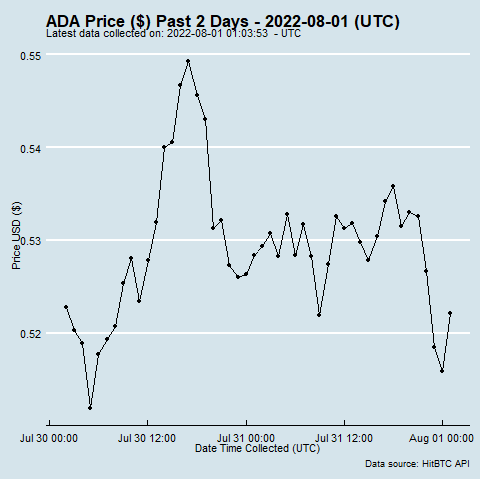 ADA Price ($) Past 2 Days - 2022-08-01 (UTC)
Latest data collected on: 2022-08-01 01:03:53  - UTC
0.55
0.54
0.53
0.52
Price USD ($)
Jul 30 00:00 Jul 30 12:00 Jul 31 00:00 Jul 31 12:00 Aug 01 00:00
Date Time Collected (UTC)
Data source: HitBTC API